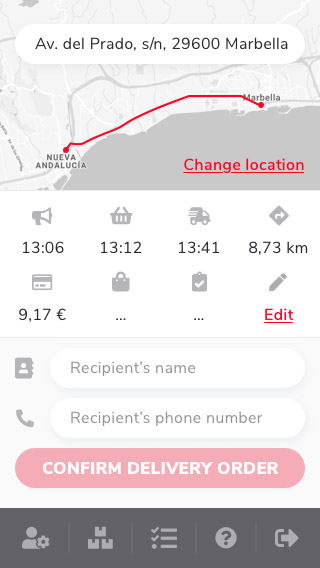 Av. del Prado, s/n, 29600 Marbella
Marbella
NUEVA
ANDALUCÍA
Change location
13:06 13:12 13:41 8,73 km
9,17 € ... ... Edit
Recipient's name
Recipient's phone number
CONFIRM DELIVERY ORDER